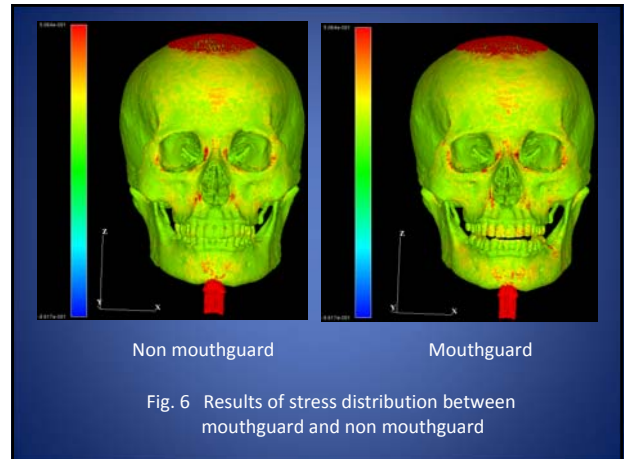 Non mouthguard
Mouthguard
Fig. 6 Results of stress distribution between
mouthguard and non mouthguard
Z
Y
X
Z
Y
X